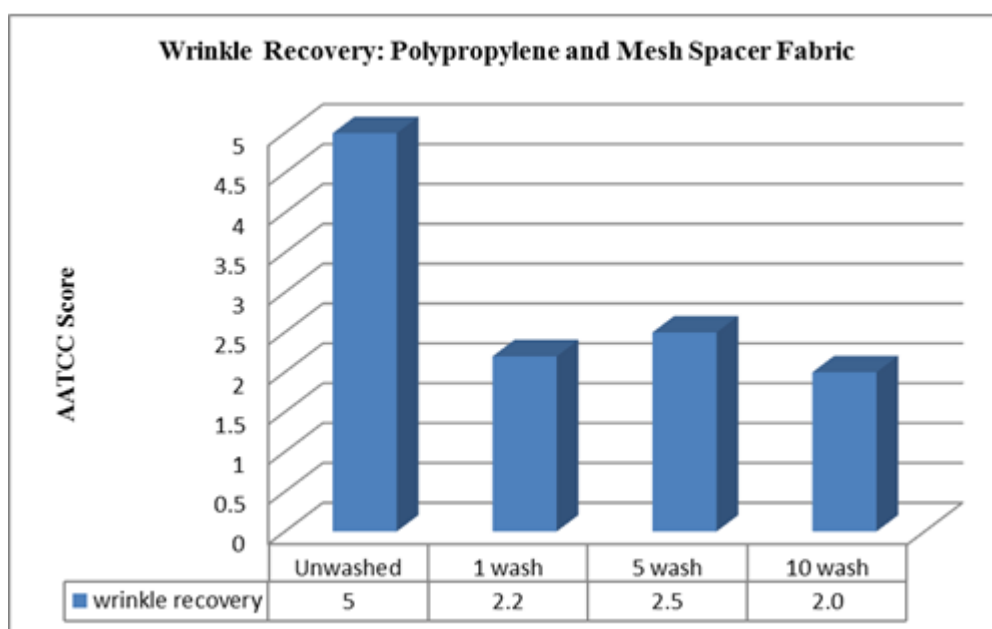 Wrinkle Recovery: Polypropylene and Mesh Spacer Fabric
AATCC Score
5
4.5
4
3.5
3
2.5
2
1.5
1
0.5
0
Unwashed 1 wash 5 wash 10 wash
wrinkle recovery 5 2.2 2.5 2.0